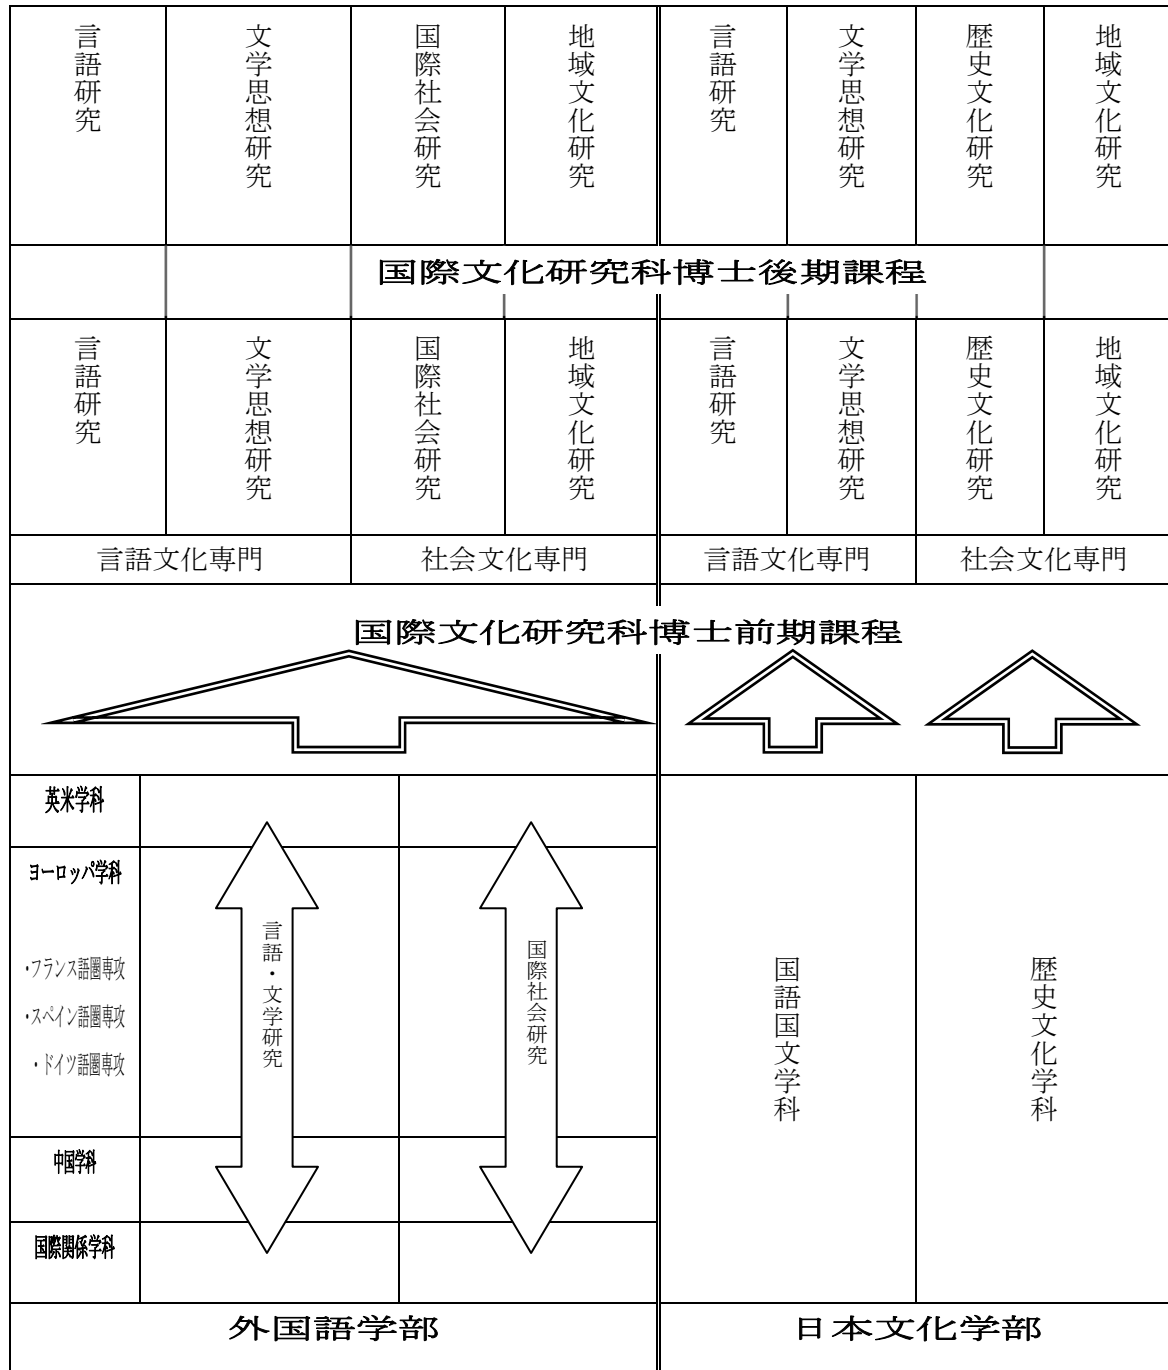 言語研究
文学思想研究
国際社会研究
地域文化研究
言語研究
文学思想研究
歴史文化研究
地域文化研究
国際文化研究科博士後期課程
言語研究
文学思想研究
国際社会研究
地域文化研究
言語研究
文学思想研究
歴史文化研究
地域文化研究
言語文化専門
社会文化専門
言語文化専門
社会文化専門
国際文化研究科博士前期課程
英米学科
ヨーロッパ学科
・フランス語圏専攻
・スペイン語圏専攻
・ドイツ語圏専攻
中国学科
国際関係学科
言語・文学研究
国際社会研究
国語国文学科
歴史文化学科
外国語学部
日本文化学部